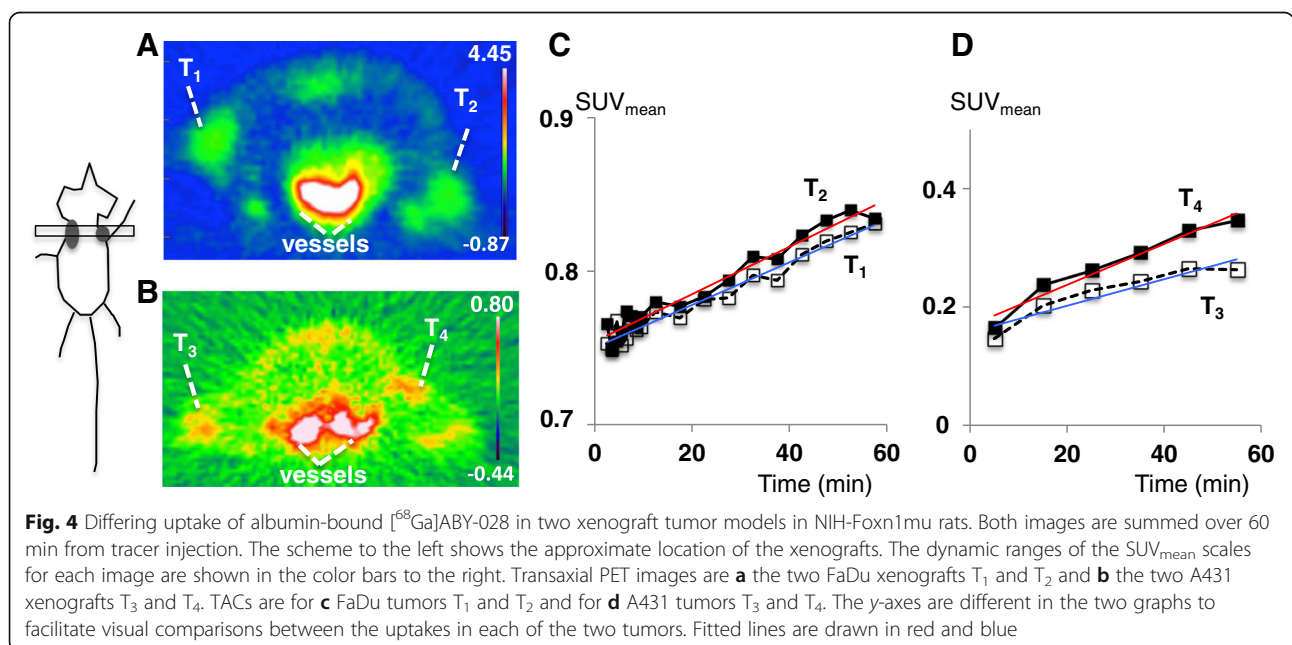 A
T1
T2
4.45
-0.87
vessels
B
T3
T4
0.80
-0.44
vessels
C
SUVmean
0.9
0.8
0.7
T2
T1
0
20
40
60
Time (min)
D
SUVmean
0.4
0.2
0
T4
T3
0
20
40
60
Time (min)
Fig. 4 Differing uptake of albumin-bound [68Ga]ABY-028 in two xenograft tumor models in NIH-Foxn1mu rats. Both images are summed over 60
min from tracer injection. The scheme to the left shows the approximate location of the xenografts. The dynamic ranges of the SUVmean scales
for each image are shown in the color bars to the right. Transaxial PET images are a the two FaDu xenografts T1 and T2 and b the two A431
xenografts T3 and T4. TACs are for c FaDu tumors T1 and T2 and for d A431 tumors T3 and T4. The y-axes are different in the two graphs to
facilitate visual comparisons between the uptakes in each of the two tumors. Fitted lines are drawn in red and blue